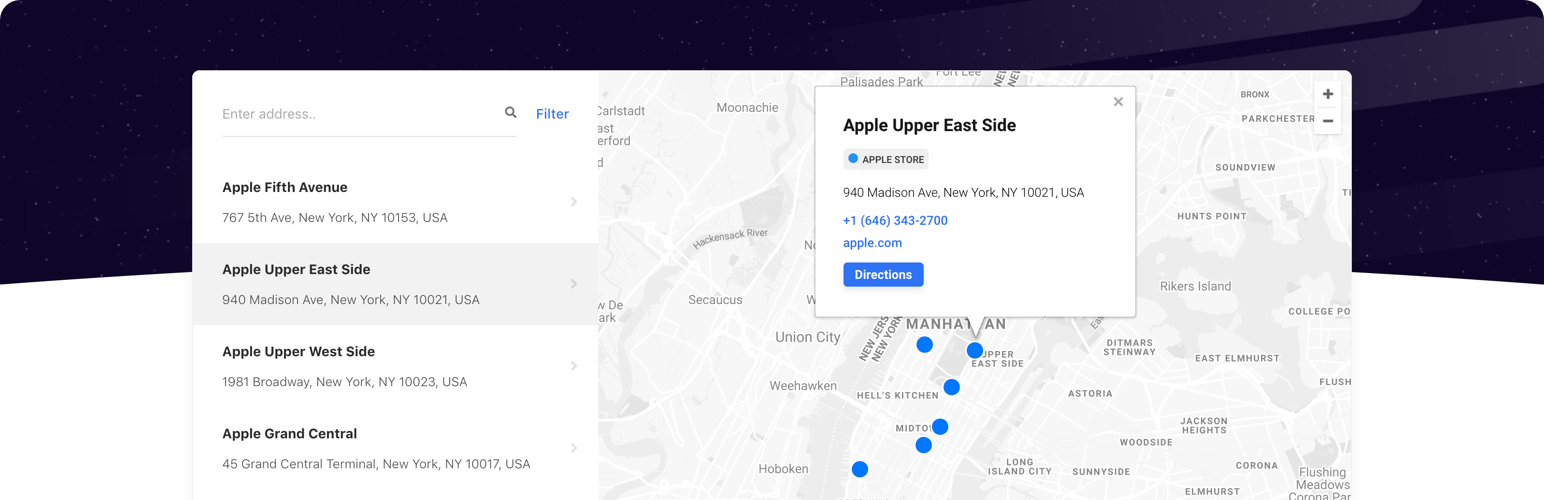 Enter address..
Filter
Apple Fifth Avenue
767 5th Ave, New York, NY 10153, USA
Apple Upper East Side
940 Madison Ave, New York, NY 10021, USA
Apple Upper West Side
1981 Broadway, New York, NY 10023, USA
Apple Grand Central
45 Grand Central Terminal, New York, NY 10017, USA
Palisades Park
Fort Lee
Carlstadt
Moonachie
Hackensack River
Secaucus
Union City
Weehawken
Hoboken
Apple Upper East Side
APPLE STORE
940 Madison Ave, New York, NY 10021, USA
+1 (646) 343-2700
apple.com
Directions
MANHATTAN
NEW YORK
UPPER
EAST SIDE
HELL'S KITCHEN
BRONX
PARKCHESTER
SOUNDVIEW
HUNTS POINT
Rikers Island
DITMARS
STEINWAY
EAST ELMHURST
ASTORIA
JACKSON
HEIGHTS
WOODSIDE
LONG
ISLAND CITY
SUNNYSIDE
CORONA
ELMHURST
Flushing
Meadows
Corona Park